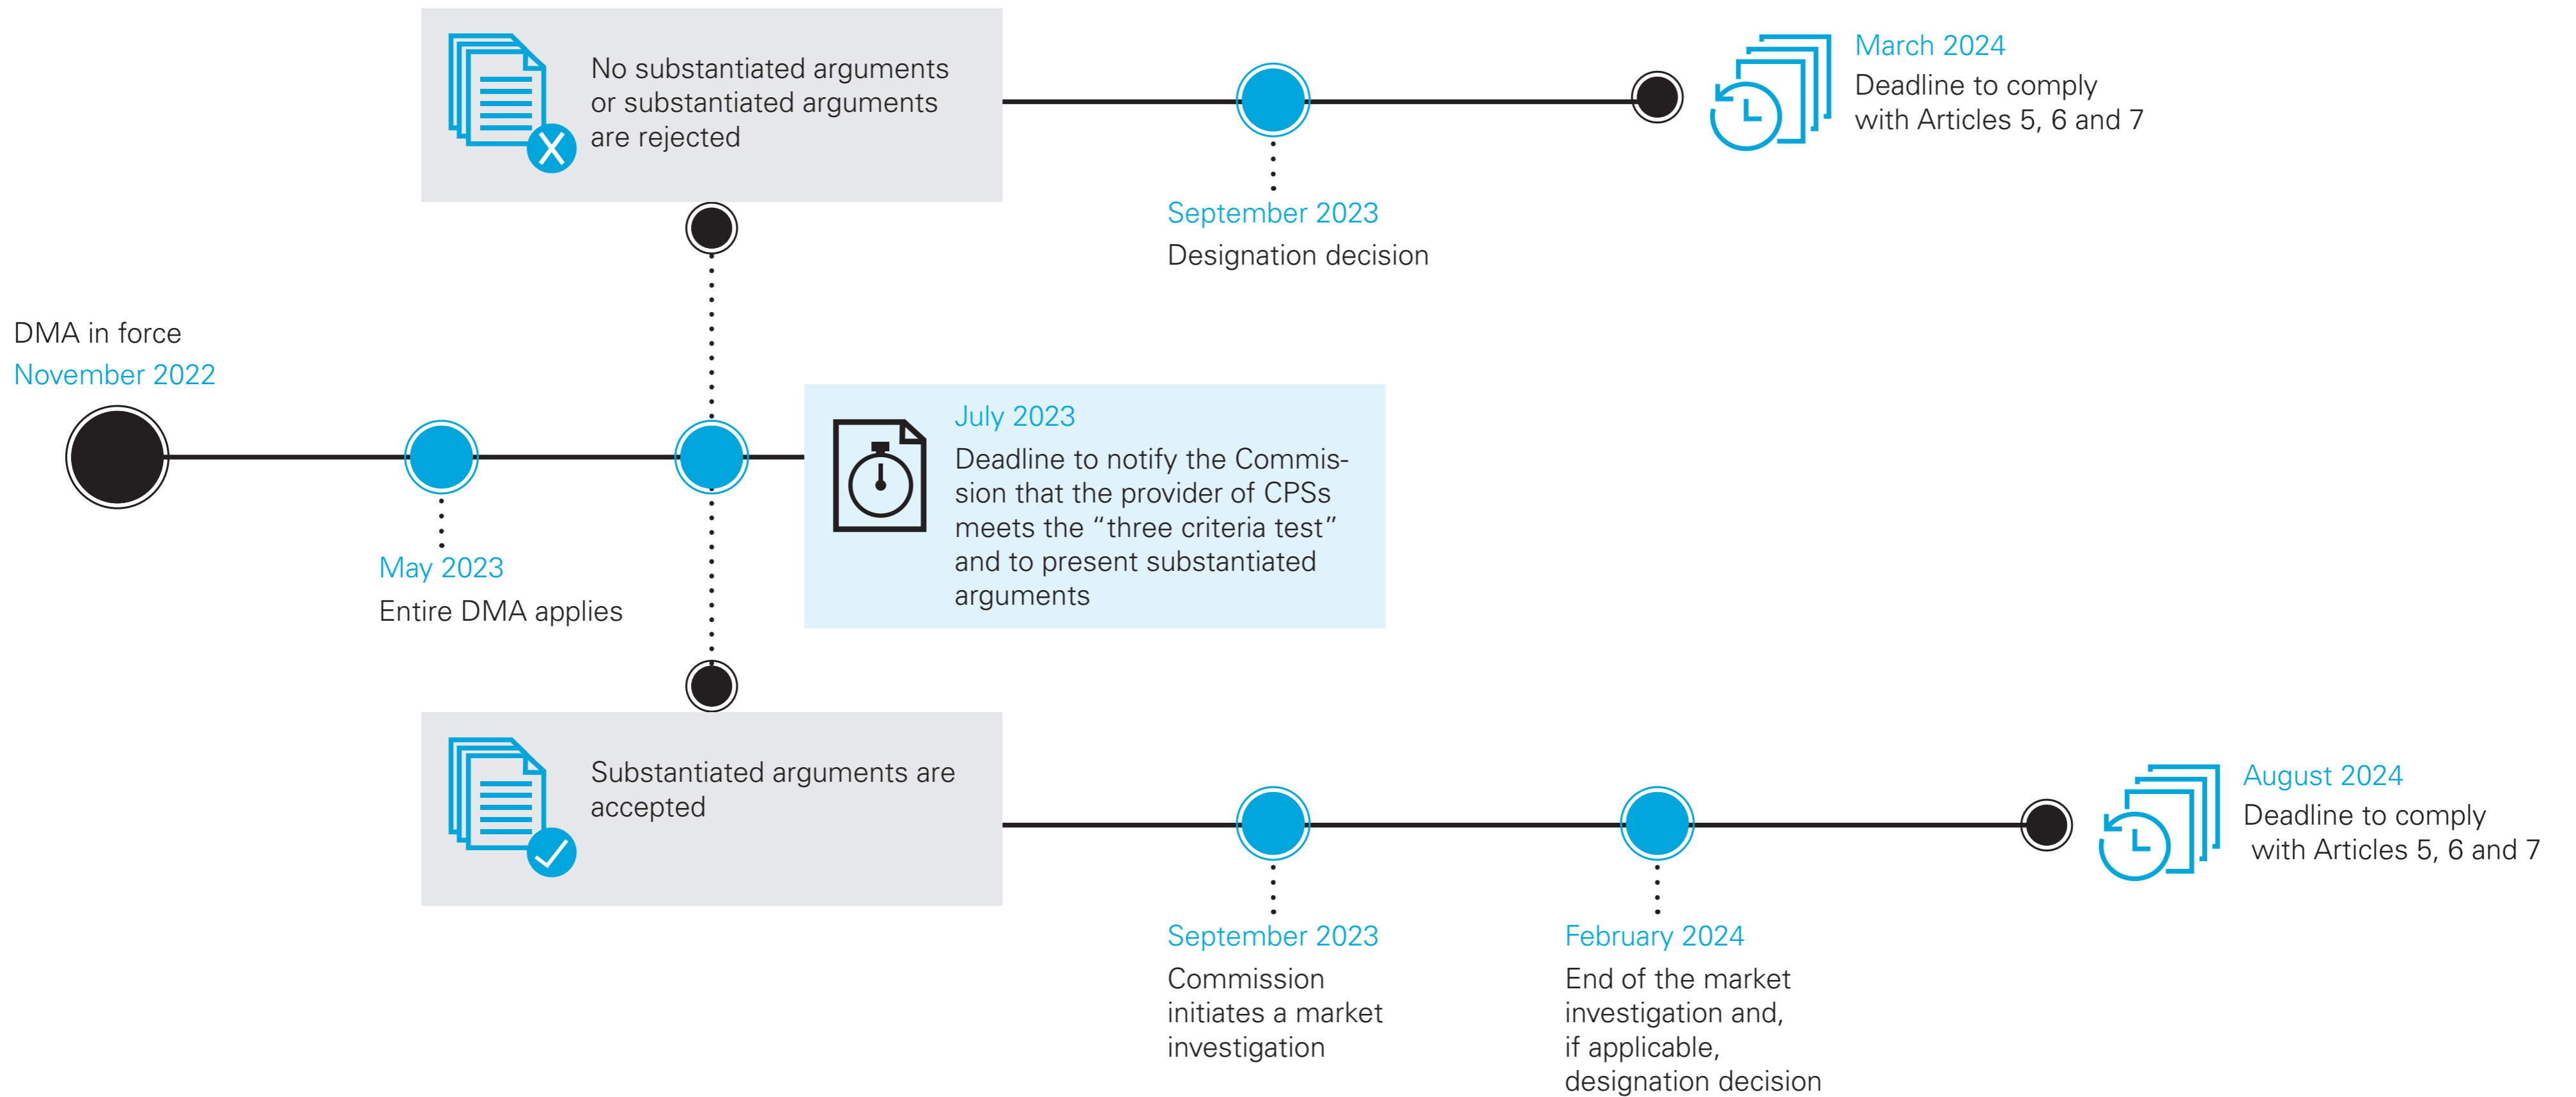 No substantiated arguments
or substantiated arguments
are rejected
March 2024
Deadline to comply
with Articles 5, 6 and 7
September 2023
Designation decision
DMA in force
November 2022
May 2023
Entire DMA applies
July 2023
Deadline to notify the Commis-
sion that the provider of CPSs
meets the “three criteria test”
and to present substantiated
arguments
Substantiated arguments are
accepted
September 2023
Commission
initiates a market
investigation
February 2024
End of the market
investigation and,
if applicable,
designation decision
August 2024
Deadline to comply
with Articles 5, 6 and 7